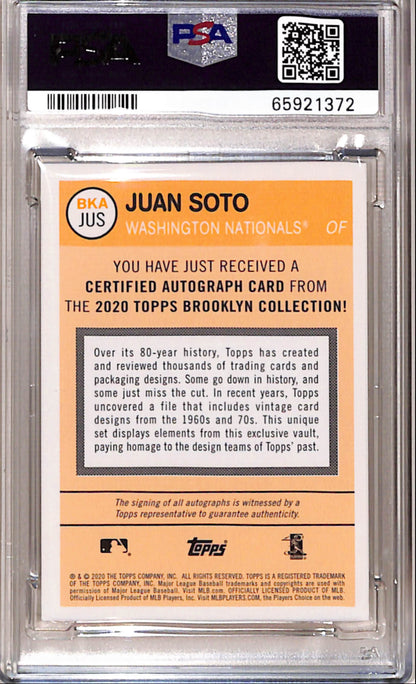 PSA
65921372
BKA
JUS
JUAN SOTO
WASHINGTON NATIONALS® OF
YOU HAVE JUST RECEIVED A
CERTIFIED AUTOGRAPH CARD FROM
THE 2020 TOPPS BROOKLYN COLLECTION!
Over its 80-year history, Topps has created
and reviewed thousands of trading cards and
packaging designs. Some go down in history, and
some just miss the cut. In recent years, Topps
uncovered a file that includes vintage card
designs from the 1960s and 70s. This unique
set displays elements from this exclusive vault,
paying homage to the design teams of Topps' past.
The signing of all autographs is witnessed by a
Topps representative to guarantee authenticity.
Topps
® & © 2020 THE TOPPS COMPANY, INC. ALL RIGHTS RESERVED. TOPPS IS A REGISTERED TRADEMARK
OF THE TOPPS COMPANY, INC. Major League Baseball trademarks and copyrights are used with
permission of Major League Baseball. Visit MLB.com. OFFICIALLY LICENSED PRODUCT OF MLB.
Officially Licensed Product of MLB Players, Inc. Visit MLBPLAYERS.com, the Players Choice on the web.
PSA